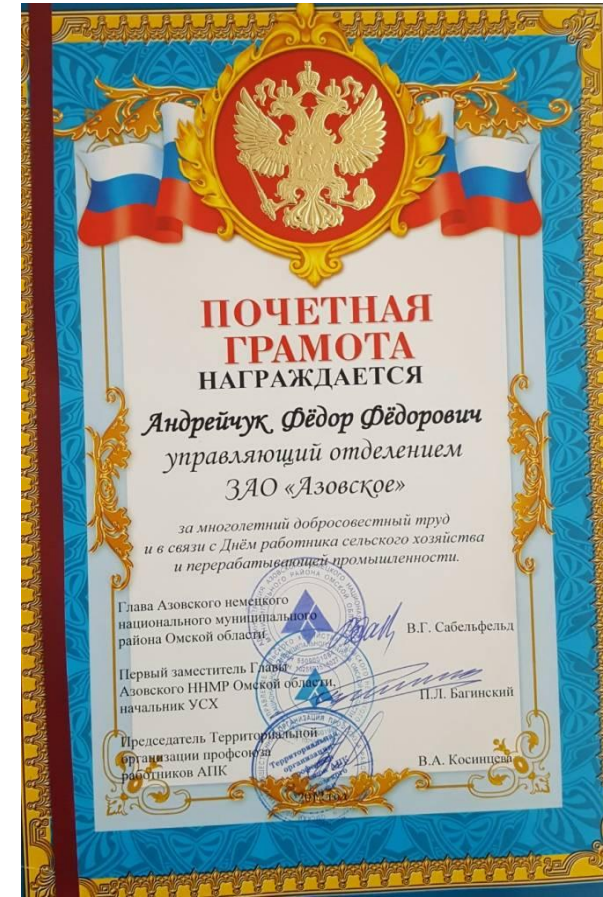 ПОЧЕТНАЯ
ГРАМОТА
НАГРАЖДАЕТСЯ
Андрейчук Фёдор Фёдорович
управляющий отделением
ЗАО «Азовское»
за многолетний добросовестный труд
и в связи с Днём работника сельского хозяйства
и перерабатывающей промышленности.
Глава Азовского немецкого
национального муниципального
района Омской области
В.Г. Сабельфельд
Первый заместитель Главы
Азовского ННМР Омской области,
начальник УСХ
П.Л. Багинский
Председатель Территориальной
организации профсоюза
работников АПК
В.А. Косинцева
Территориальная
организация